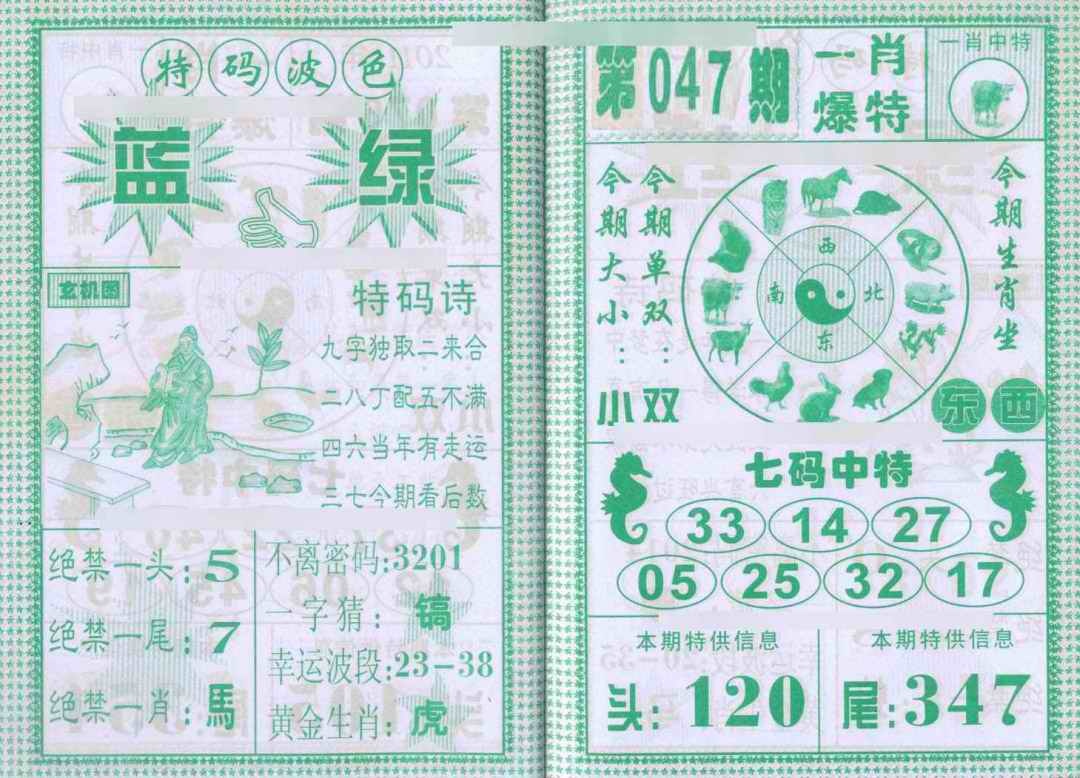 特码波色
蓝 绿
玄机图
特码诗
九字独取二来合
二八丁配五不满
四六当年有走运
三七今期看后数
绝禁一头:5
绝禁一尾:7
绝禁一肖:馬
不离密码:3201
一字猜:镐
幸运波段:23-38
黄金生肖:虎
第047期
一肖
爆特
一肖中特
今期大小:小
今期单双:双
西
南 北
东
今期生肖坐
东西
七码中特
33 14 27
05 25 32 17
本期特供信息
头:120
本期特供信息
尾:347